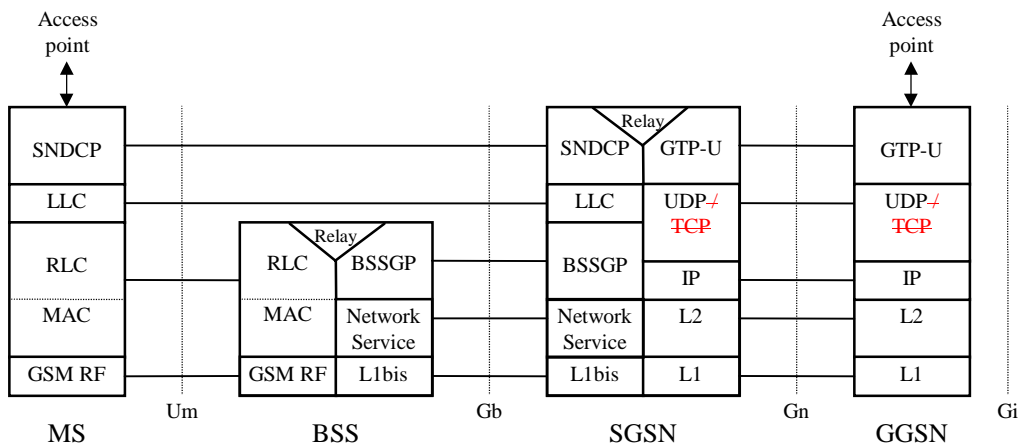 Access
point
Access
point
Relay
SNDCP
SNDCP
GTP-U
GTP-U
LLC
LLC
UDP /
TCP
UDP /
TCP
Relay
RLC
RLC
BSSGP
BSSGP
IP
IP
MAC
MAC
Network
Service
Network
Service
L2
L2
GSM RF
GSM RF
L1bis
L1bis
L1
L1
Um
Gb
Gn
Gi
MS
BSS
SGSN
GGSN